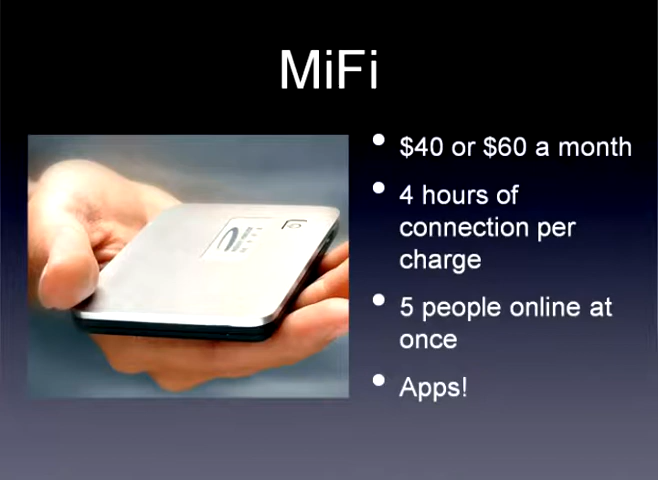 MiFi
• $40 or $60 a month
• 4 hours of
connection per
charge
• 5 people online at
once
• Apps!